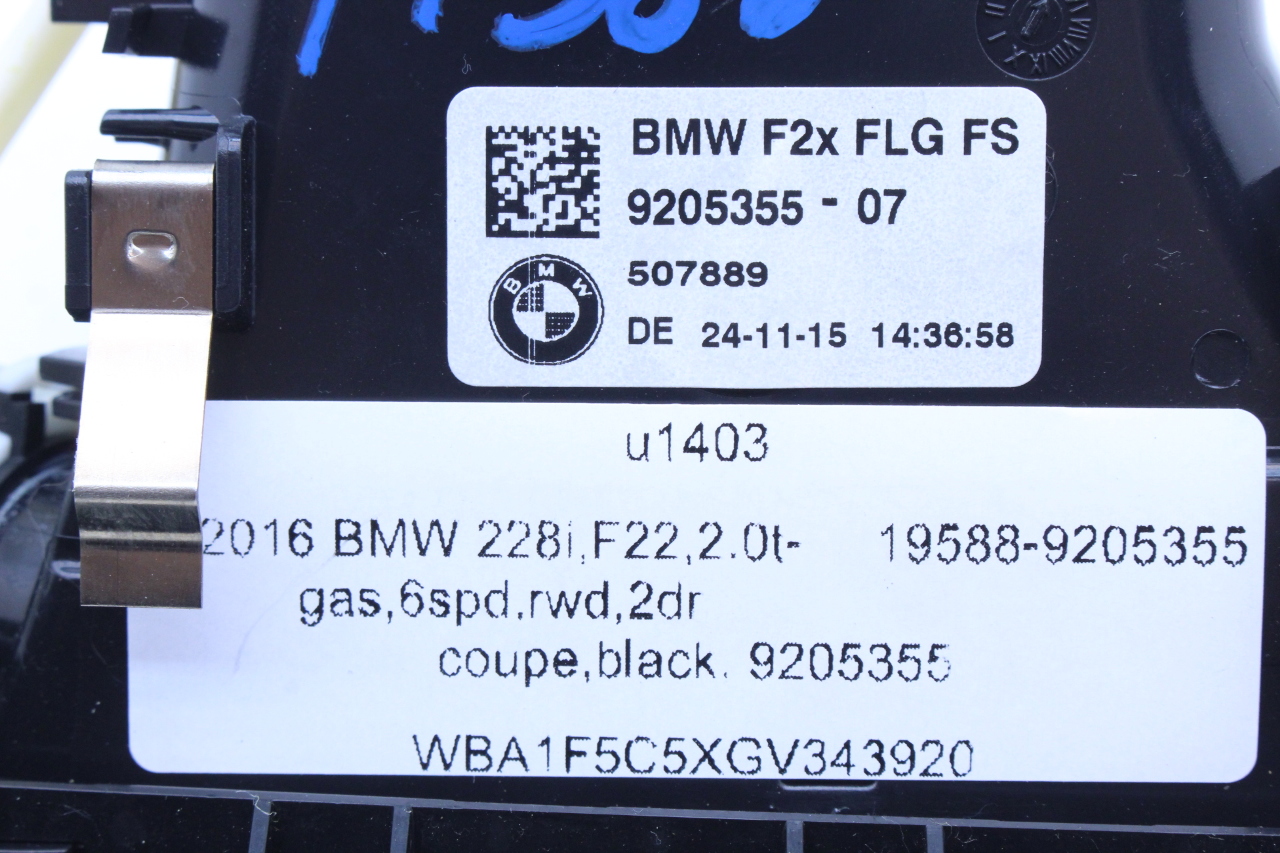 BMW F2x FLG FS
9205355 - 07
BMW
507889
DE 24-11-15 14:36:58
u1403
2016 BMW 228i,F22,2.0t- 19588-9205355
gas,6spd,rwd,2dr
coupe,black. 9205355
WBA1F5C5XGV343920